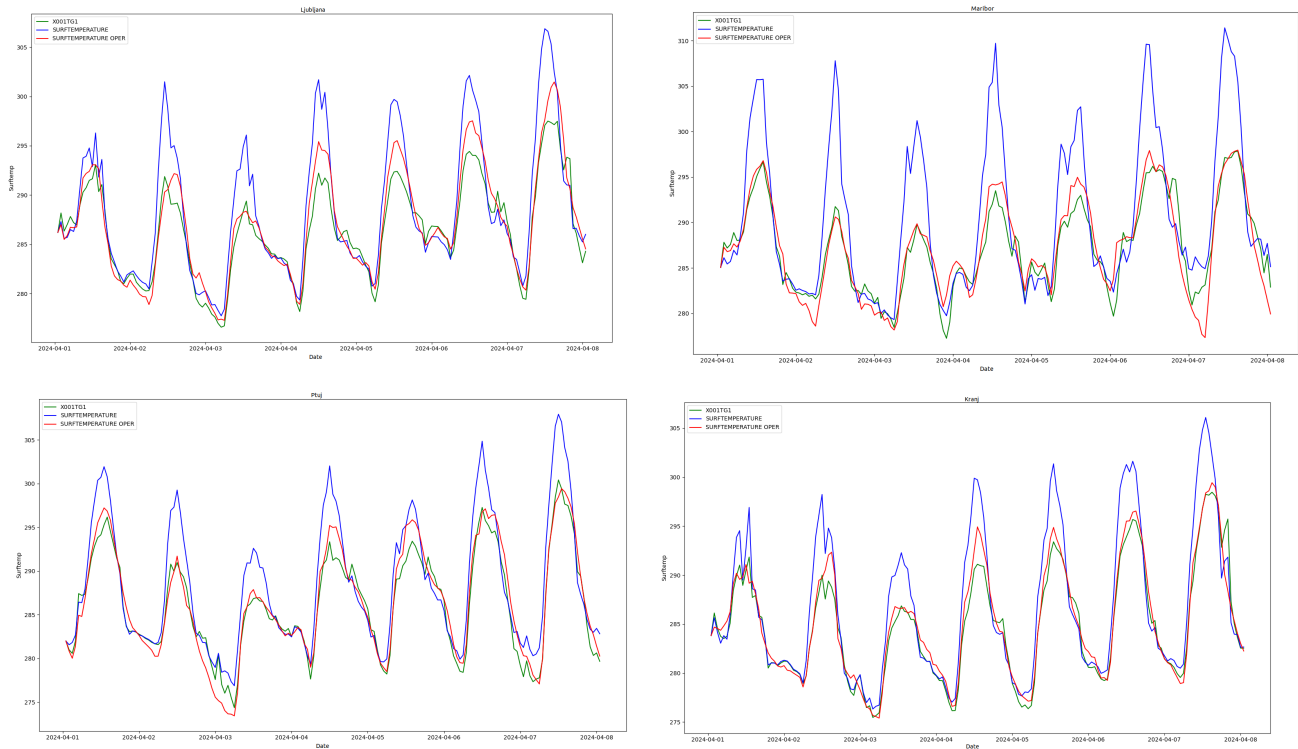 Ljubljana
X001TG1
SURFTEMPERATURE
SURFTEMPERATURE OPER
305
300
295
290
285
280
Surftemp
2024-04-01
2024-04-02
2024-04-03
2024-04-04
2024-04-05
2024-04-06
2024-04-07
2024-04-08
Date
Maribor
X001TG1
SURFTEMPERATURE
SURFTEMPERATURE OPER
310
305
300
295
290
285
280
Surftemp
2024-04-01
2024-04-02
2024-04-03
2024-04-04
2024-04-05
2024-04-06
2024-04-07
2024-04-08
Date
Ptuj
X001TG1
SURFTEMPERATURE
SURFTEMPERATURE OPER
305
300
295
290
285
280
275
Surftemp
2024-04-01
2024-04-02
2024-04-03
2024-04-04
2024-04-05
2024-04-06
2024-04-07
2024-04-08
Date
Kranj
X001TG1
SURFTEMPERATURE
SURFTEMPERATURE OPER
305
300
295
290
285
280
275
Surftemp
2024-04-01
2024-04-02
2024-04-03
2024-04-04
2024-04-05
2024-04-06
2024-04-07
2024-04-08
Date